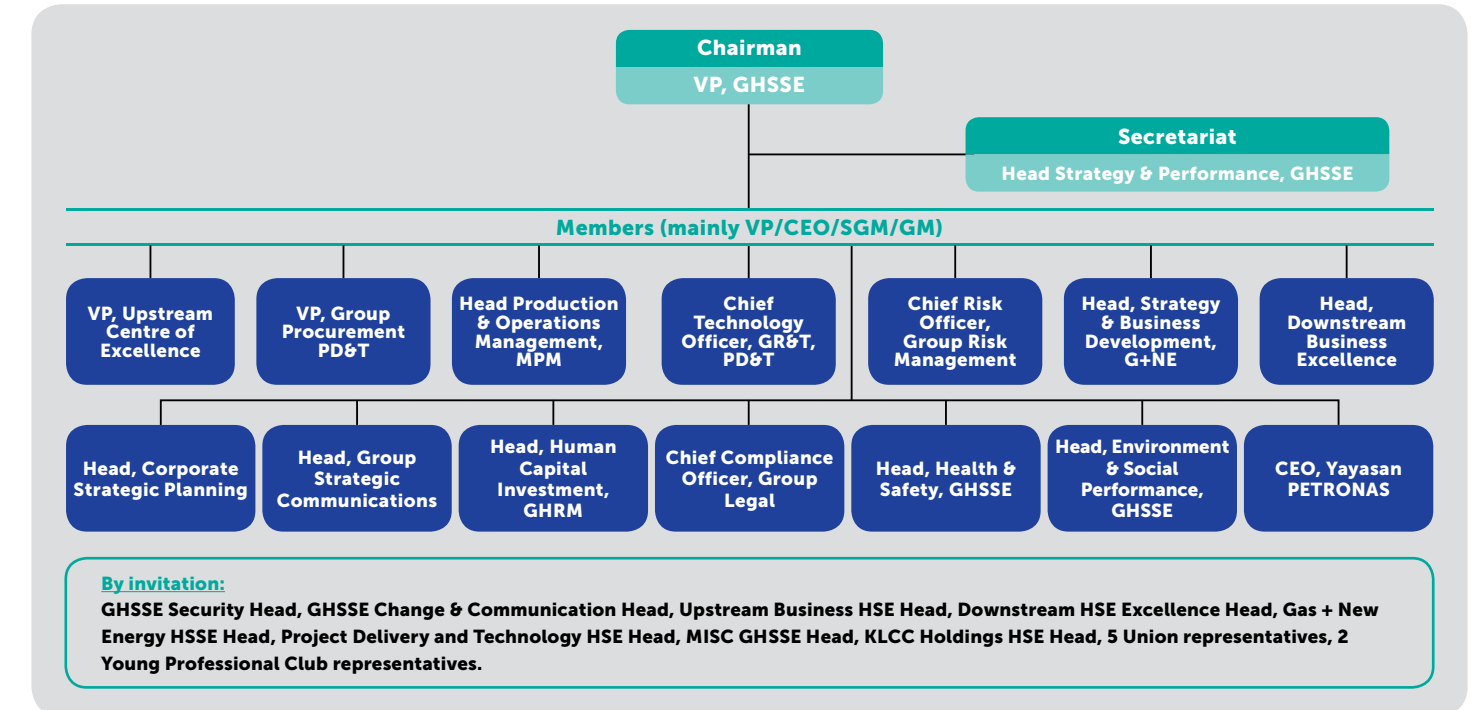 Chairman
VP, GHSSE
Secretariat
Head Strategy & Performance, GHSSE
Members (mainly VP/CEO/SGM/GM)
VP, Upstream
Centre of
Excellence
VP, Group
Procurement
PD&T
Head Production
& Operations
Management,
MPM
Chief
Technology
Officer, GR&T,
PD&T
Chief Risk
Officer,
Group Risk
Management
Head, Strategy
& Business
Development,
G+NE
Head,
Downstream
Business
Excellence
Head, Corporate
Strategic Planning
Head, Group
Strategic
Communications
Head, Human
Capital
Investment,
GHRM
Chief Compliance
Officer, Group
Legal
Head, Health &
Safety, GHSSE
Head, Environment
& Social
Performance,
GHSSE
CEO, Yayasan
PETRONAS
By invitation:
GHSSE Security Head, GHSSE Change & Communication Head, Upstream Business HSE Head, Downstream HSE Excellence Head, Gas + New
Energy HSSE Head, Project Delivery and Technology HSE Head, MISC GHSSE Head, KLCC Holdings HSE Head, 5 Union representatives, 2
Young Professional Club representatives.